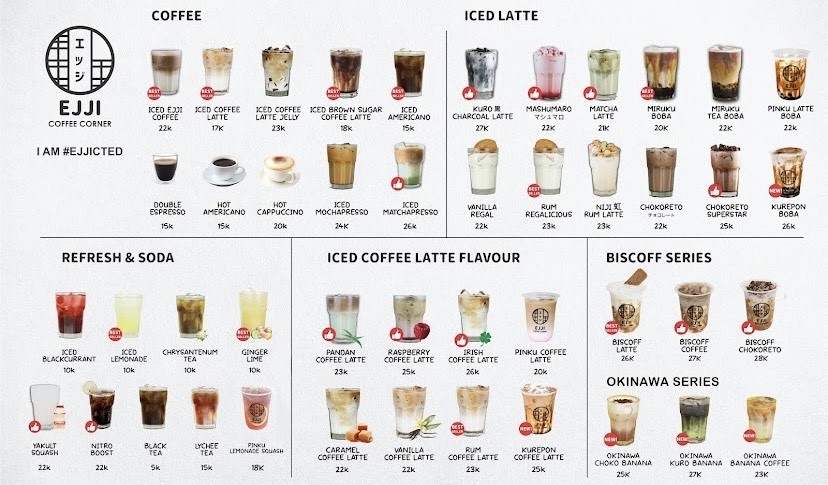 エッジ
EJJI
COFFEE CORNER
I AM #EJJICTED
COFFEE
BEST SELLER
ICED EJJI
COFFEE
22k
BEST SELLER
ICED COFFEE
LATTE
17K
ICED COFFEE
LATTE JELLY
23k
BEST SELLER
ICED BROWN SUGAR
COFFEE LATTE
18k
ICED
AMERICANO
15k
DOUBLE
ESPRESSO
15k
HOT
AMERICANO
15k
HOT
CAPPUCCINO
20k
ICED
MOCHAPRESSO
24K
ICED
MATCHAPRESSO
26k
ICED LATTE
KURO 黒
CHARCOAL LATTE
27K
MASHUMARO
マシュマロ
22K
MATCHA
LATTE
21K
BEST SELLER
MIRUKU
BOBA
20K
MIRUKU
TEA BOBA
22K
EJJI
PINKU LATTE
BOBA
22k
VANILLA
REGAL
22k
BEST SELLER
RUM
REGALICIOUS
23k
NIJI 虹
RUM LATTE
23k
CHOKORETO
チョコレート
22k
CHOKORETO
SUPERSTAR
25k
NEW!
KUREPON
BOBA
26k
REFRESH & SODA
ICED
BLACKCURRANT
10k
BEST SELLER
ICED
LEMONADE
10k
CHRYSANTENUM
TEA
10k
BEST SELLER
GINGER
LIME
10k
YAKULT
SQUASH
22k
NITRO
BOOST
22k
BLACK
TEA
5k
LYCHEE
TEA
15k
PINKU
LEMONADE SQUASH
18K
ICED COFFEE LATTE FLAVOUR
PANDAN
COFFEE LATTE
23k
RASPBERRY
COFFEE LATTE
25k
IRISH
COFFEE LATTE
26k
EJJI
PINKU COFFEE
LATTE
20k
CARAMEL
COFFEE LATTE
22k
VANILLA
COFFEE LATTE
22k
BEST SELLER
RUM
COFFEE LATTE
23k
NEW!
KUREPON
COFFEE LATTE
25k
BISCOFF SERIES
BEST SELLER
BISCOFF
LATTE
26K
BISCOFF
COFFEE
27K
BISCOFF
CHOKORETO
28K
OKINAWA SERIES
NEW!
OKINAWA
CHOKO BANANA
25K
NEW!
OKINAWA
KURO BANANA
27K
NEW!
OKINAWA
BANANA COFFEE
23K